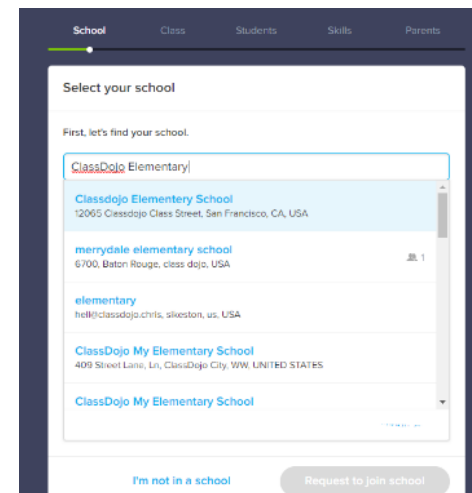 School Class Students Skills Parents
Select your school
First, let's find your school.
ClassDojo Elementary
Classdojo Elementery School
12065 Classdojo Class Street, San Francisco, CA, USA
merrydale elementary school
6700, Baton Rouge, class dojo, USA 1
elementary
hell@classdojo.chris, sikeston, us, USA
ClassDojo My Elementary School
409 Street Lane, Ln, ClassDojo City, WW, UNITED STATES
ClassDojo My Elementary School
I'm not in a school Request to join school